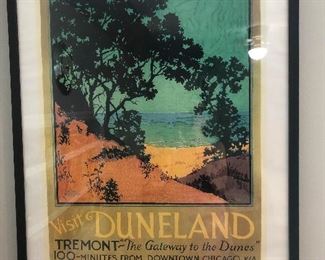 Visit
DUNELAND
TREMONT-"The Gateway to the Dunes"
100-MINUTES FROM DOWNTOWN CHICAGO VIA